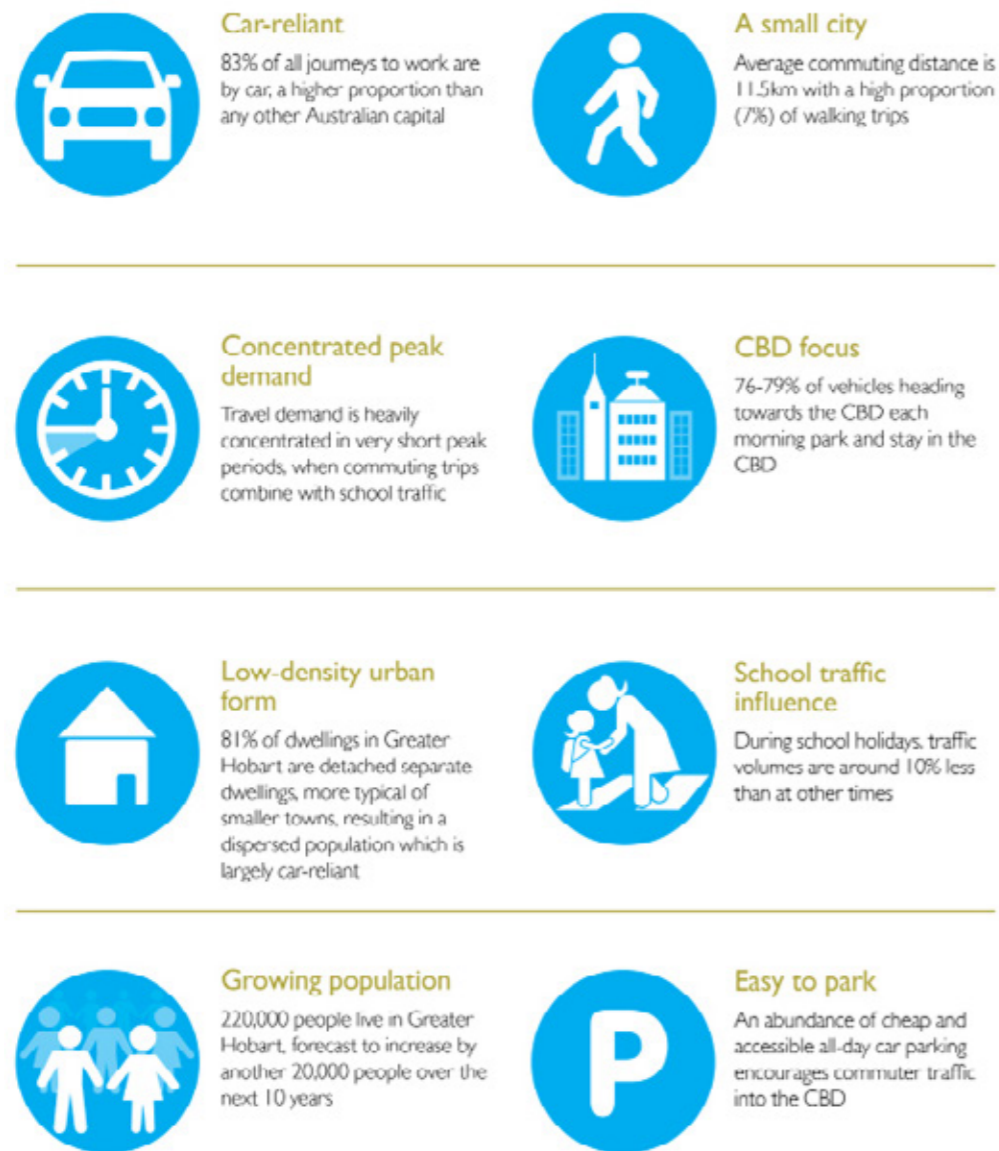 Car-reliant
83% of all journeys to work are
by car, a higher proportion than
any other Australian capital
A small city
Average commuting distance is
11.5km with a high proportion
(7%) of walking trips
Concentrated peak
demand
Travel demand is heavily
concentrated in very short peak
periods, when commuting trips
combine with school traffic
CBD focus
76-79% of vehicles heading
towards the CBD each
morning park and stay in the
CBD
Low-density urban
form
81% of dwellings in Greater
Hobart are detached separate
dwellings, more typical of
smaller towns, resulting in a
dispersed population which is
largely car-reliant
School traffic
influence
During school holidays, traffic
volumes are around 10% less
than at other times
Growing population
220,000 people live in Greater
Hobart, forecast to increase by
another 20,000 people over the
next 10 years
P
Easy to park
An abundance of cheap and
accessible all-day car parking
encourages commuter traffic
into the CBD